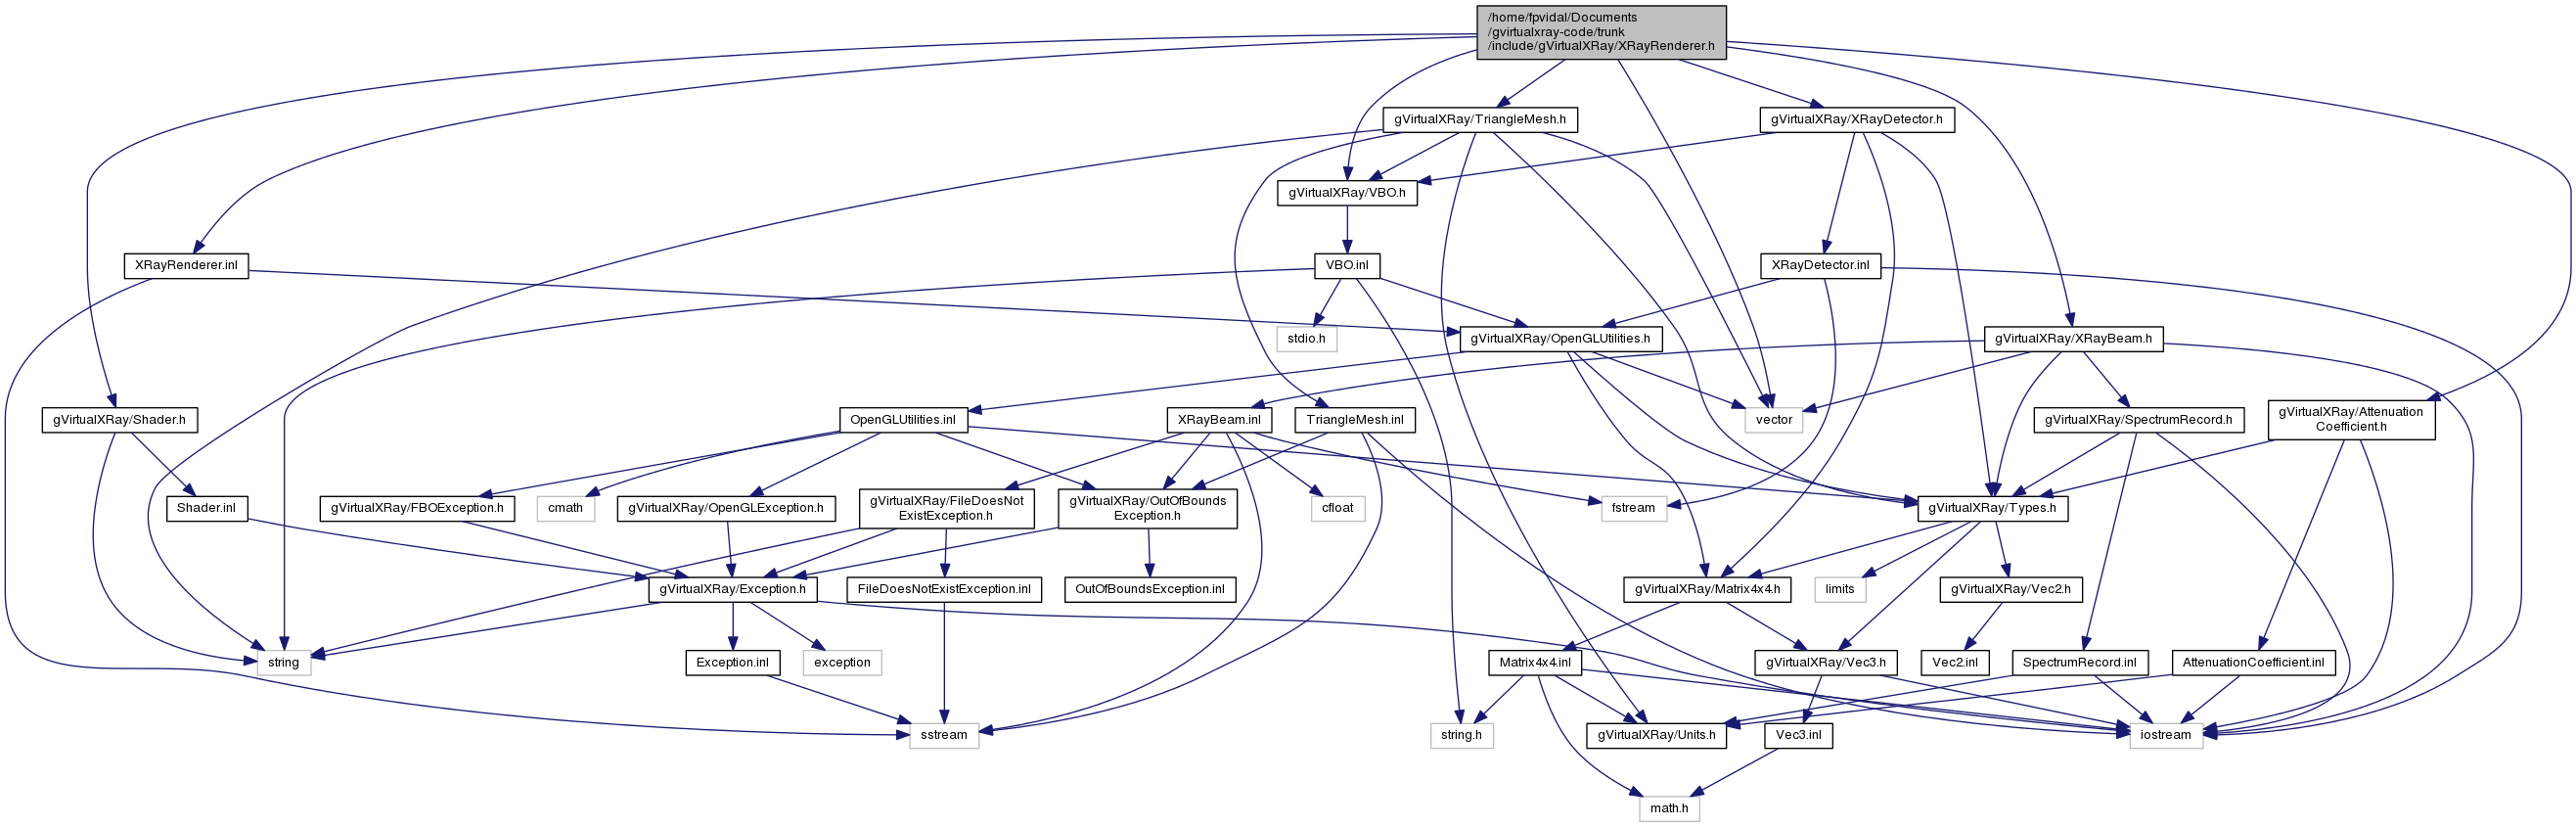 /home/fpvidal/Documents
/gvirtualxray-code/trunk
/include/gVirtualXRay/XRayRenderer.h
gVirtualXRay/TriangleMesh.h
gVirtualXRay/XRayDetector.h
gVirtualXRay/VBO.h
XRayRenderer.inl
VBO.inl
XRayDetector.inl
stdio.h
gVirtualXRay/OpenGLUtilities.h
gVirtualXRay/XRayBeam.h
gVirtualXRay/Shader.h
OpenGLUtilities.inl
XRayBeam.inl
TriangleMesh.inl
vector
gVirtualXRay/SpectrumRecord.h
gVirtualXRay/Attenuation
Coefficient.h
Shader.inl
gVirtualXRay/FBOException.h
cmath
gVirtualXRay/OpenGLException.h
gVirtualXRay/FileDoesNot
ExistException.h
gVirtualXRay/OutOfBounds
Exception.h
cfloat
fstream
gVirtualXRay/Types.h
gVirtualXRay/Exception.h
FileDoesNotExistException.inl
OutOfBoundsException.inl
gVirtualXRay/Matrix4x4.h
limits
gVirtualXRay/Vec2.h
string
Exception.inl
exception
Matrix4x4.inl
gVirtualXRay/Vec3.h
Vec2.inl
SpectrumRecord.inl
AttenuationCoefficient.inl
sstream
string.h
gVirtualXRay/Units.h
Vec3.inl
iostream
math.h